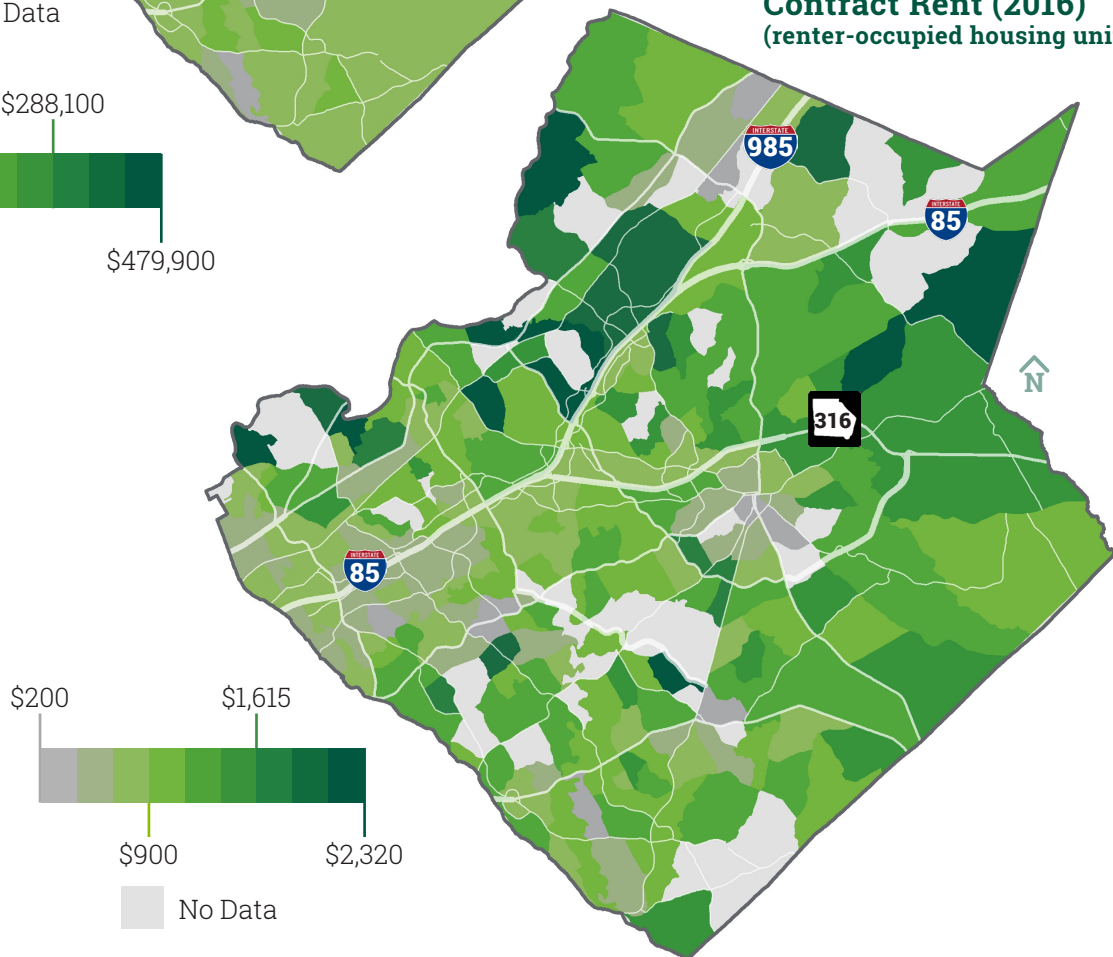 Data
$288,100
$479,900
Contract Rent (2016)
(renter-occupied housing uni
INTERSTATE
985
INTERSTATE
85
N
316
INTERSTATE
85
$200
$1,615
$900
$2,320
No Data